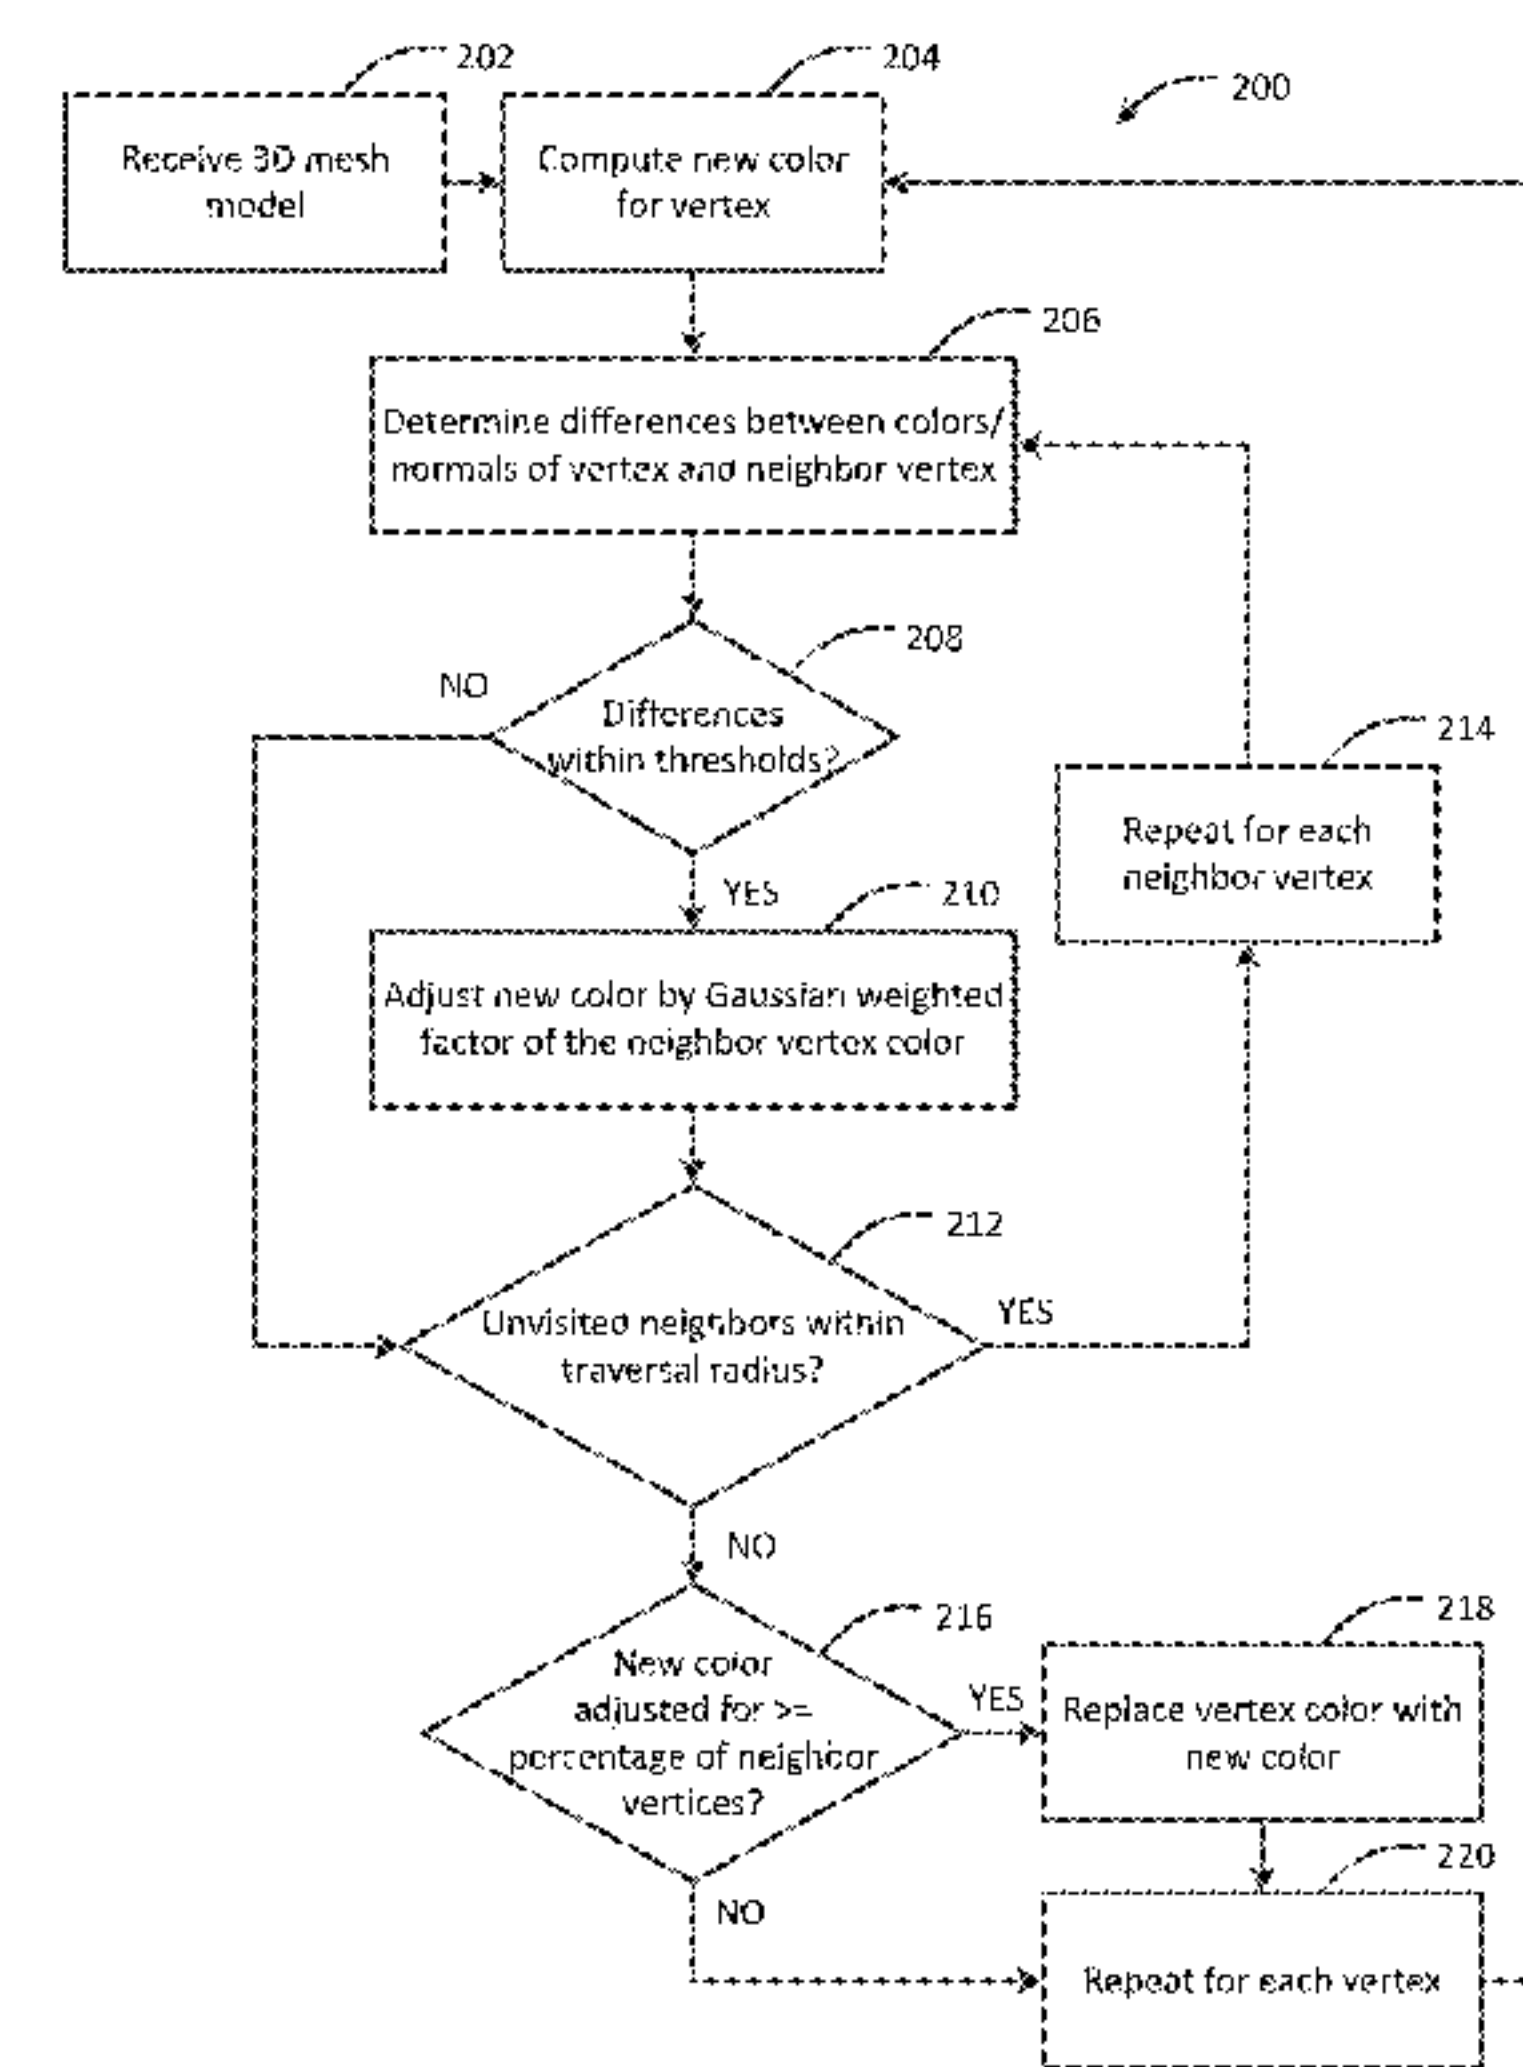 202
204
200
Receive 3D mesh
model
Compute new color
for vertex
206
Determine differences between colors/
normals of vertex and neighbor vertex
208
NO
Differences
within thresholds?
214
Repeat for each
neighbor vertex
YES
210
Adjust new color by Gaussian weighted
factor of the neighbor vertex color
212
Unvisited neighbors within
traversal radius?
YES
NO
216
New color
adjusted for >=
percentage of neighbor
vertices?
YES
218
Replace vertex color with
new color
220
NO
Repeat for each vertex